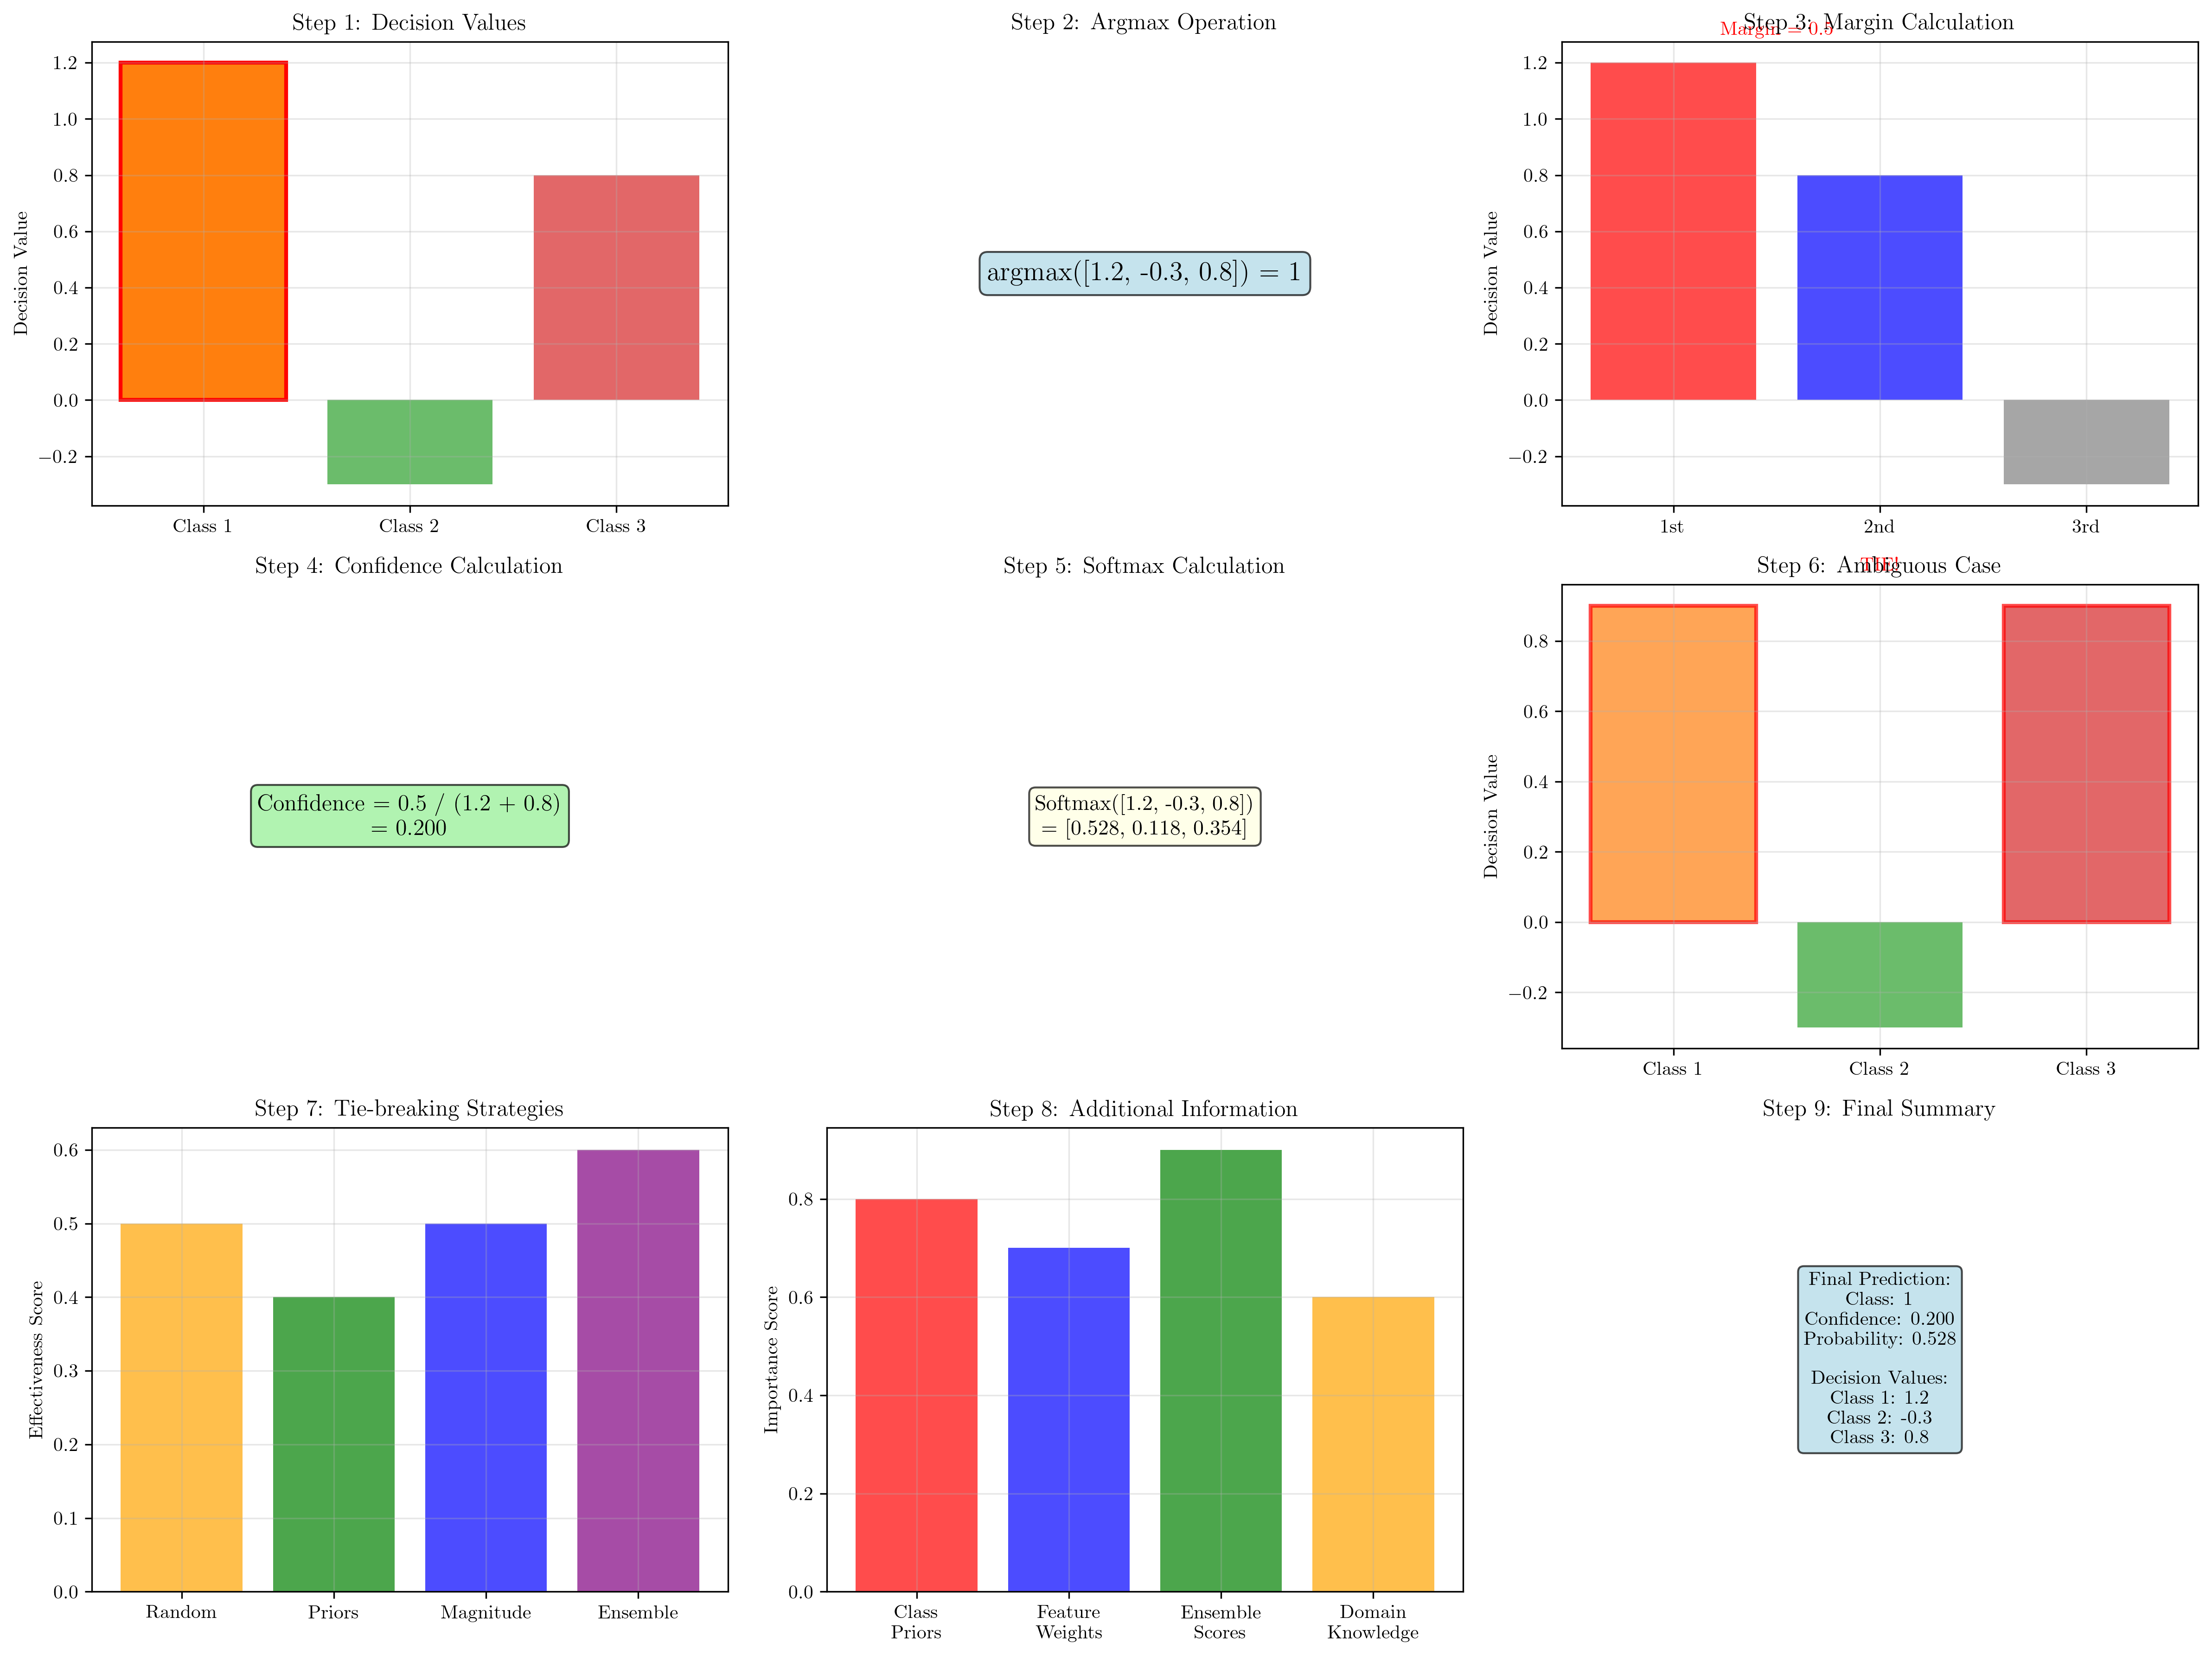 Step 1: Decision Values
Decision Value
1.2
1.0
0.8
0.6
0.4
0.2
0.0
−0.2
Class 1
Class 2
Class 3
Step 2: Argmax Operation
argmax([1.2, -0.3, 0.8]) = 1
Step 3: Margin Calculation
Margin = 0.5
Decision Value
1.2
1.0
0.8
0.6
0.4
0.2
0.0
−0.2
1st
2nd
3rd
Step 4: Confidence Calculation
Confidence = 0.5 / (1.2 + 0.8)
= 0.200
Step 5: Softmax Calculation
Softmax([1.2, -0.3, 0.8])
= [0.528, 0.118, 0.354]
Step 6: Ambiguous Case
TIE!
Decision Value
0.8
0.6
0.4
0.2
0.0
−0.2
Class 1
Class 2
Class 3
Step 7: Tie-breaking Strategies
Effectiveness Score
0.6
0.5
0.4
0.3
0.2
0.1
0.0
Random
Priors
Magnitude
Ensemble
Step 8: Additional Information
Importance Score
0.8
0.6
0.4
0.2
0.0
Class
Priors
Feature
Weights
Ensemble
Scores
Domain
Knowledge
Step 9: Final Summary
Final Prediction:
Class: 1
Confidence: 0.200
Probability: 0.528
Decision Values:
Class 1: 1.2
Class 2: -0.3
Class 3: 0.8